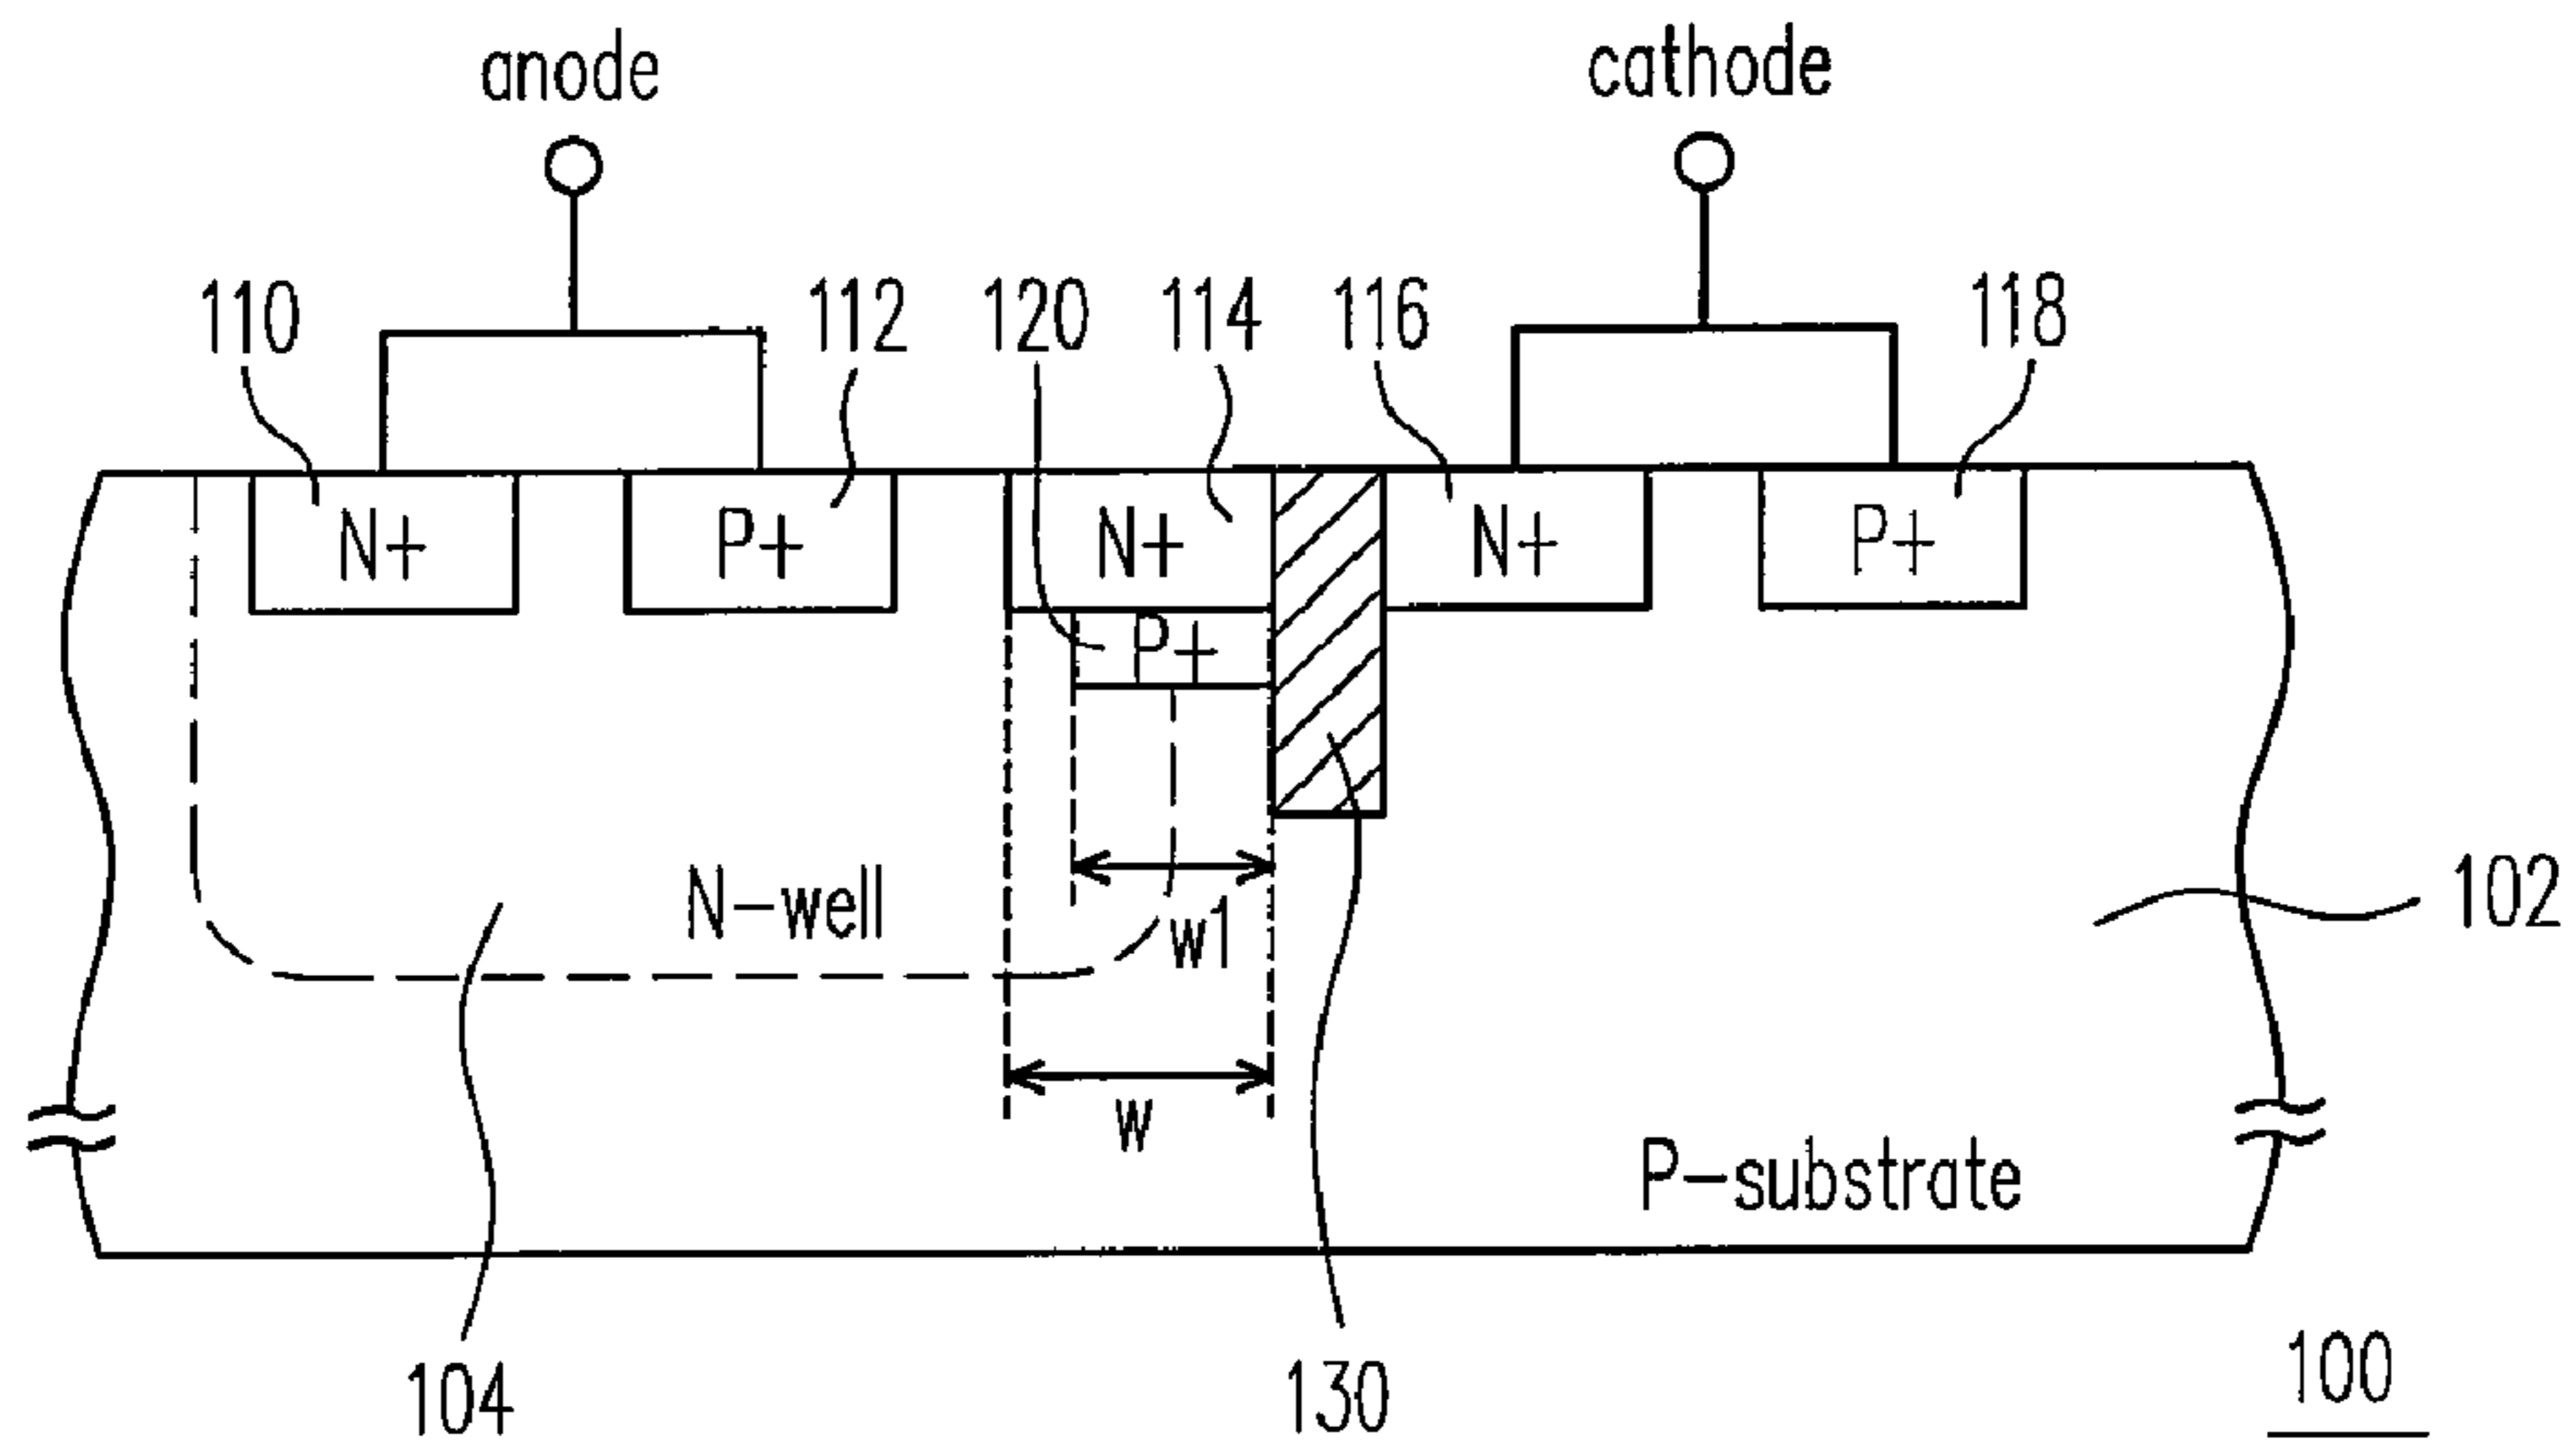 anode
cathode
110
112
120
114
116
118
N+
P+
N+
N+
P+
P+
N-well
w1
102
w
P-substrate
104
130
100